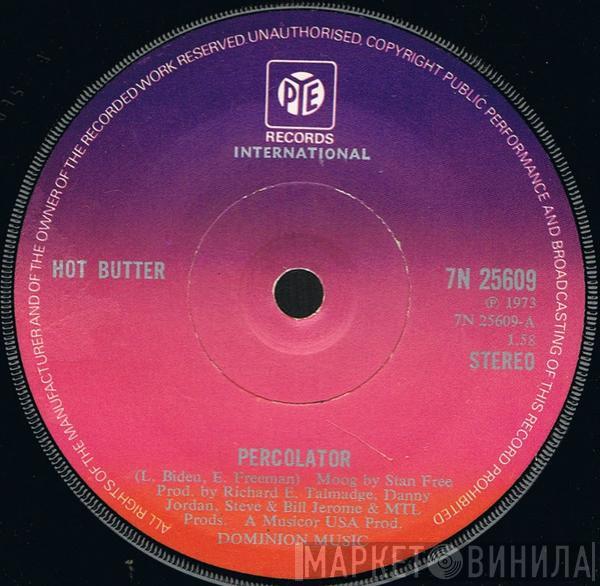 ALL RIGHTS OF THE MANUFACTURER AND OF THE OWNER OF THE RECORDED WORK RESERVED. UNAUTHORISED, COPYRIGHT PUBLIC PERFORMANCE AND BROADCASTING OF THIS RECORD PROHIBITED
PYE
RECORDS
INTERNATIONAL
HOT BUTTER
7N 25609
℗ 1973
7N 25609-A
1.58
STEREO
PERCOLATOR
(L. Biden, E. Freeman) Moog by Stan Free
Prod. by Richard E. Talmadge, Danny
Jordan, Steve & Bill Jerome & MTL
Prods. A Musicor USA Prod.
DOMINION MUSIC
МАРКЕТ ВИНИЛА